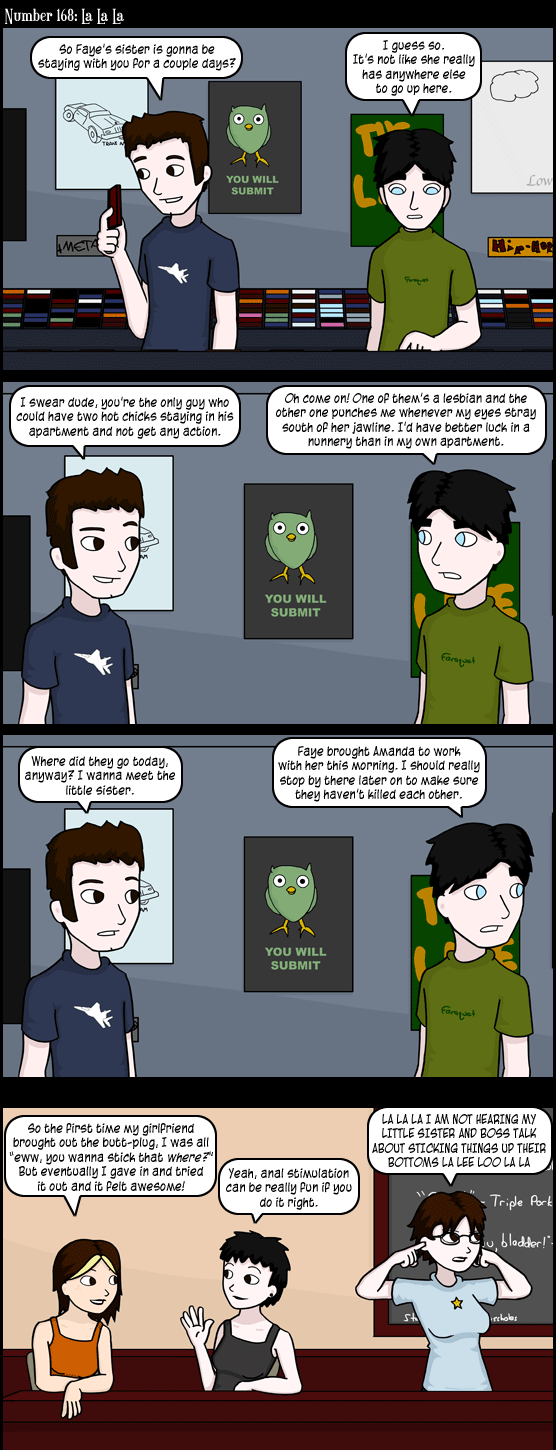 Number 168: La La La
So Faye's sister is gonna be
staying with you for a couple days?
I guess so.
It's not like she really
has anywhere else
to go up here.
TRANS
YOU WILL
SUBMIT
Low
METAL
Hip-Hop
Faroquet
I swear dude, you're the only guy who
could have two hot chicks staying in his
apartment and not get any action.
Oh come on! One of them's a lesbian and the
other one punches me whenever my eyes stray
south of her jawline. I'd have better luck in a
nunnery than in my own apartment.
YOU WILL
SUBMIT
Faroquet
Where did they go today,
anyway? I wanna meet the
little sister.
Faye brought Amanda to work
with her this morning. I should really
stop by there later on to make sure
they haven't killed each other.
YOU WILL
SUBMIT
Faroquet
So the first time my girlfriend
brought out the butt-plug, I was all
"eww, you wanna stick that where?"
But eventually I gave in and tried
it out and it felt awesome!
Yeah, anal stimulation
can be really fun if you
do it right.
LA LA LA I AM NOT HEARING MY
LITTLE SISTER AND BOSS TALK
ABOUT STICKING THINGS UP THEIR
BOTTOMS LA LEE LOO LA LA
- Triple Pork
bladder!"